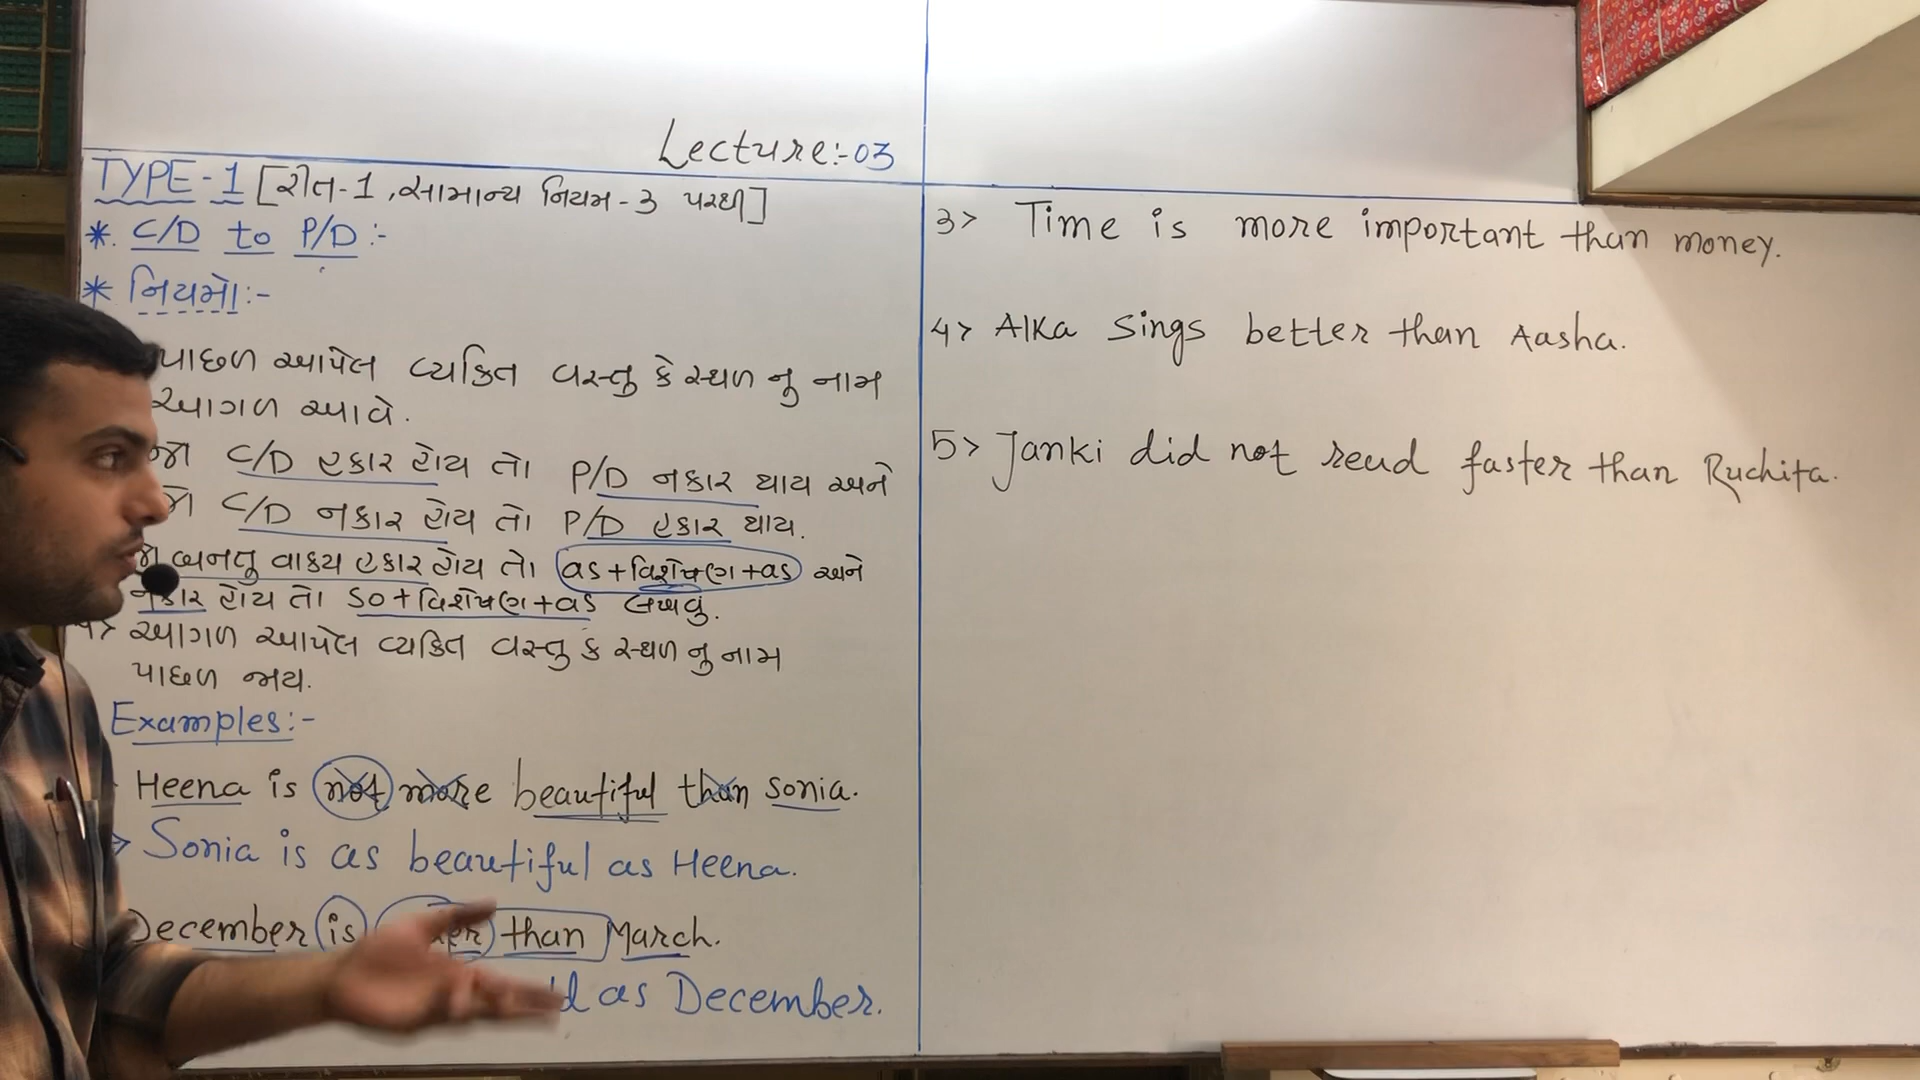 Lecture:-03
TYPE-1 [રીત-1, સામાન્ય નિયમ-3 પરથી]
*. C/D to P/D:-
* નિયમો:-
પાછળ આપેલ વ્યક્તિ વસ્તુ કે સ્થળ નુ નામ
આગળ આવે.
જો C/D હકાર હોય તો P/D નકાર થાય અને
જો C/D નકાર હોય તો P/D હકાર થાય.
જો બનતુ વાક્ય હકાર હોય તો as+વિશેષણ+as અને
નકાર હોય તો so+વિશેષણ+as લખવું.
4> આગળ આપેલ વ્યક્તિ વસ્તુ કે સ્થળ નુ નામ
પાછળ જાય.
Examples:-
Heena is not more beautiful than sonia.
> Sonia is as beautiful as Heena.
December is than March.
as December.
3> Time is more important than money.
4> Alka sings better than Aasha.
5> Janki did not read faster than Ruchita.